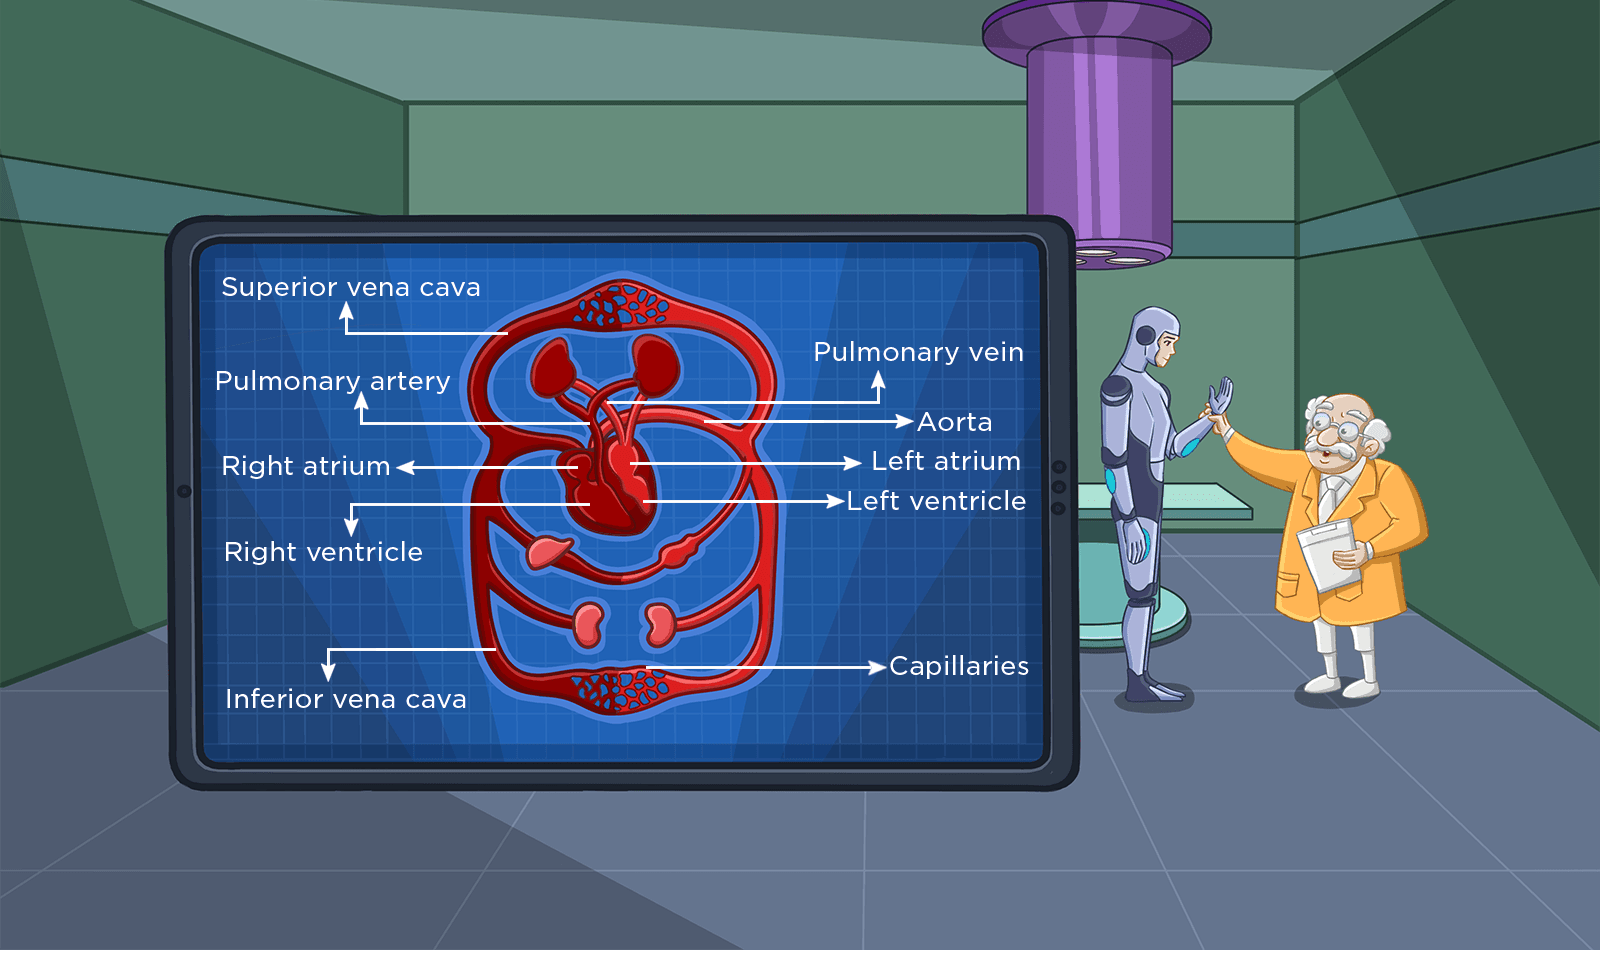 Superior vena cava
Pulmonary artery
Right atrium
Right ventricle
Inferior vena cava
Pulmonary vein
Aorta
Left atrium
Left ventricle
Capillaries